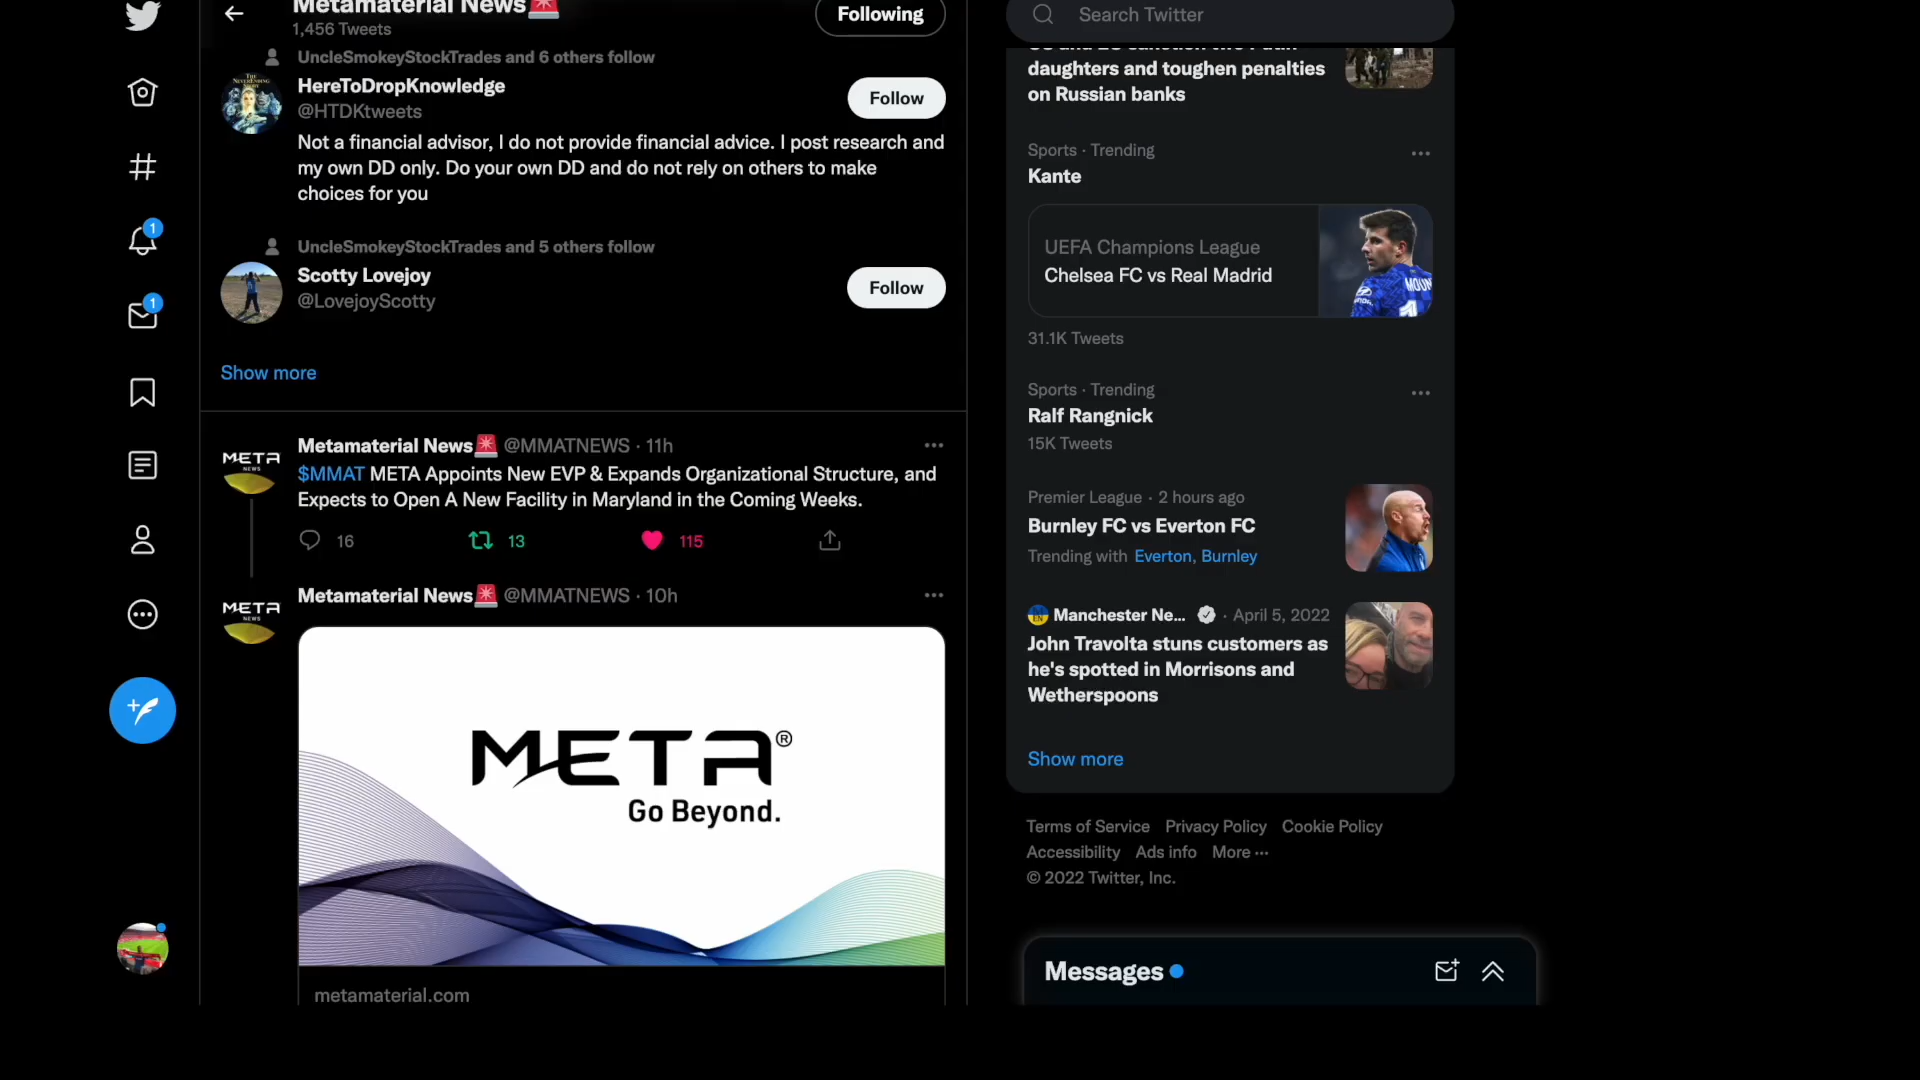 Metamaterial News🚨
1,456 Tweets
Following
UncleSmokeyStockTrades and 6 others follow
HereToDropKnowledge
@HTDKtweets
Follow
Not a financial advisor, I do not provide financial advice. I post research and
my own DD only. Do your own DD and do not rely on others to make
choices for you
UncleSmokeyStockTrades and 5 others follow
Scotty Lovejoy
@LovejoyScotty
Follow
Show more
META
NEWS
Metamaterial News🚨 @MMATNEWS · 11h
$MMAT META Appoints New EVP & Expands Organizational Structure, and
Expects to Open A New Facility in Maryland in the Coming Weeks.
16 13 115
META
NEWS
Metamaterial News🚨 @MMATNEWS · 10h
META®
Go Beyond.
metamaterial.com
1
1
Search Twitter
daughters and toughen penalties
on Russian banks
Sports · Trending
Kante
UEFA Champions League
Chelsea FC vs Real Madrid
MOUN
31.1K Tweets
Sports · Trending
Ralf Rangnick
15K Tweets
Premier League · 2 hours ago
Burnley FC vs Everton FC
Trending with Everton, Burnley
Manchester Ne... · April 5, 2022
John Travolta stuns customers as
he's spotted in Morrisons and
Wetherspoons
Show more
Terms of Service Privacy Policy Cookie Policy
Accessibility Ads info More ···
© 2022 Twitter, Inc.
Messages